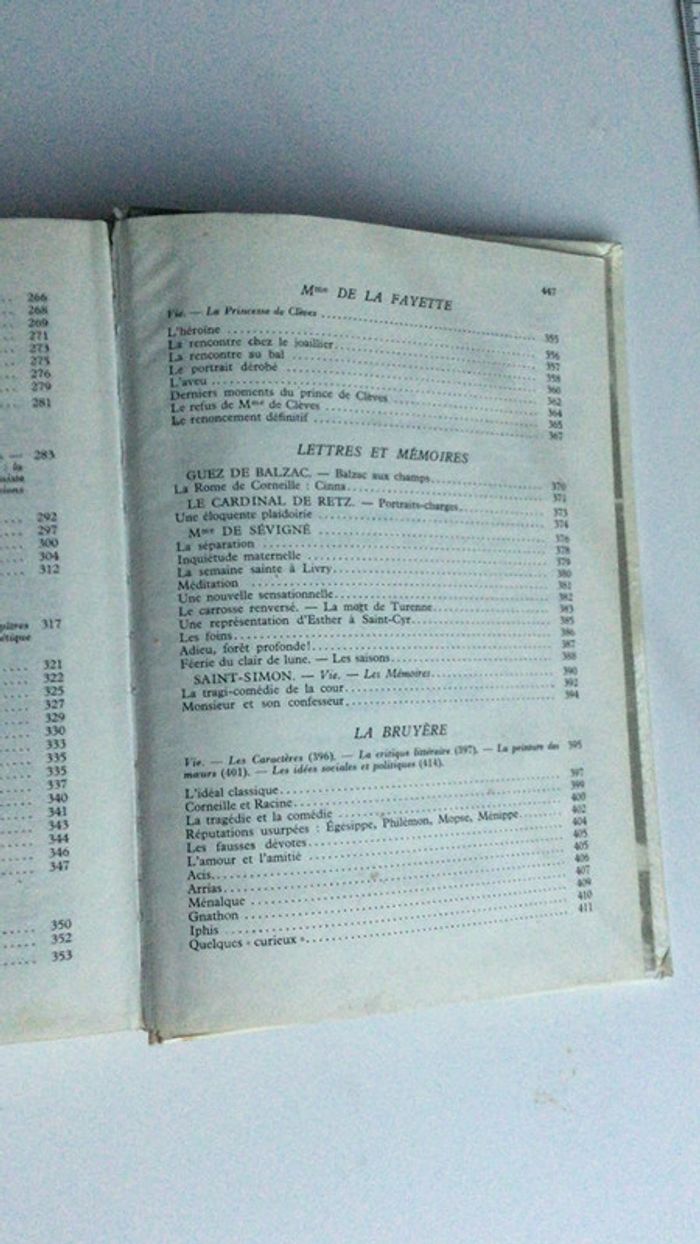 266
268
269
271
273
275
276
279
281
— 283
: la
292
297
300
304
312
317
321
322
325
327
329
330
333
335
335
337
340
341
343
344
346
347
350
352
353
447
Mme DE LA FAYETTE
Vie. — La Princesse de Clèves 355
L'héroïne 356
La rencontre chez le joaillier 357
La rencontre au bal 358
Le portrait dérobé 360
L'aveu 362
Derniers moments du prince de Clèves 364
Le refus de Mme de Clèves 365
Le renoncement définitif 367
LETTRES ET MÉMOIRES
GUEZ DE BALZAC. — Balzac aux champs 370
La Rome de Corneille : Cinna 371
LE CARDINAL DE RETZ. — Portraits-charges 373
Une éloquente plaidoirie 374
Mme DE SÉVIGNÉ 376
La séparation 378
Inquiétude maternelle 379
La semaine sainte à Livry 380
Méditation 381
Une nouvelle sensationnelle 382
Le carrosse renversé. — La mort de Turenne 383
Une représentation d'Esther à Saint-Cyr 385
Les foins 386
Adieu, forêt profonde! 387
Féerie du clair de lune. — Les saisons 388
SAINT-SIMON. — Vie. — Les Mémoires 390
La tragi-comédie de la cour 392
Monsieur et son confesseur 394
LA BRUYÈRE
Vie. — Les Caractères (396). — La critique littéraire (397). — La peinture des 395
mœurs (401). — Les idées sociales et politiques (414).
L'idéal classique 397
Corneille et Racine 399
La tragédie et la comédie 400
Réputations usurpées : Égésippe, Philémon, Mopse, Ménippe 402
Les fausses dévotes 404
L'amour et l'amitié 405
Acis 405
Arrias 406
Ménalque 407
Gnathon 409
Iphis 410
Quelques « curieux » 411